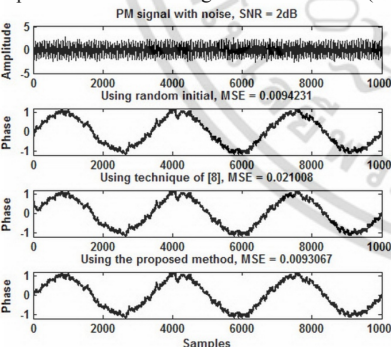 PM signal with noise, SNR = 2dB
Amplitude
5
0
-5
0 2000 4000 6000 8000 1000
Using random initial, MSE = 0.0094231
Phase
1
0
-1
0 2000 4000 6000 8000 1000
Using technique of [8], MSE = 0.021008
Phase
1
0
-1
0 2000 4000 6000 8000 1000
Using the proposed method, MSE = 0.0093067
Phase
1
0
-1
0 2000 4000 6000 8000 1000
Samples